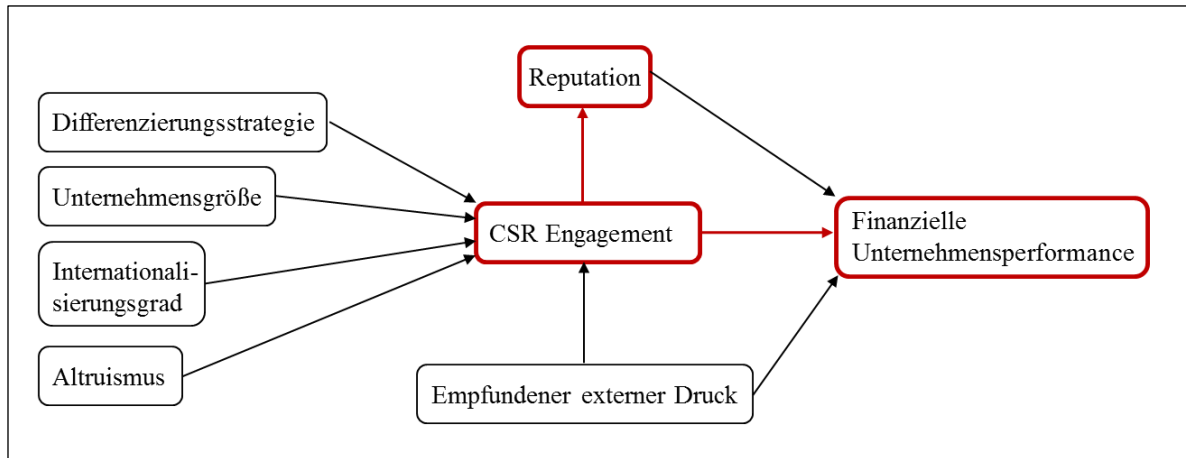 Reputation
Differenzierungsstrategie
Unternehmensgröße
CSR Engagement
Finanzielle
Unternehmensperformance
Internationali-
sierungsgrad
Altruismus
Empfundener externer Druck